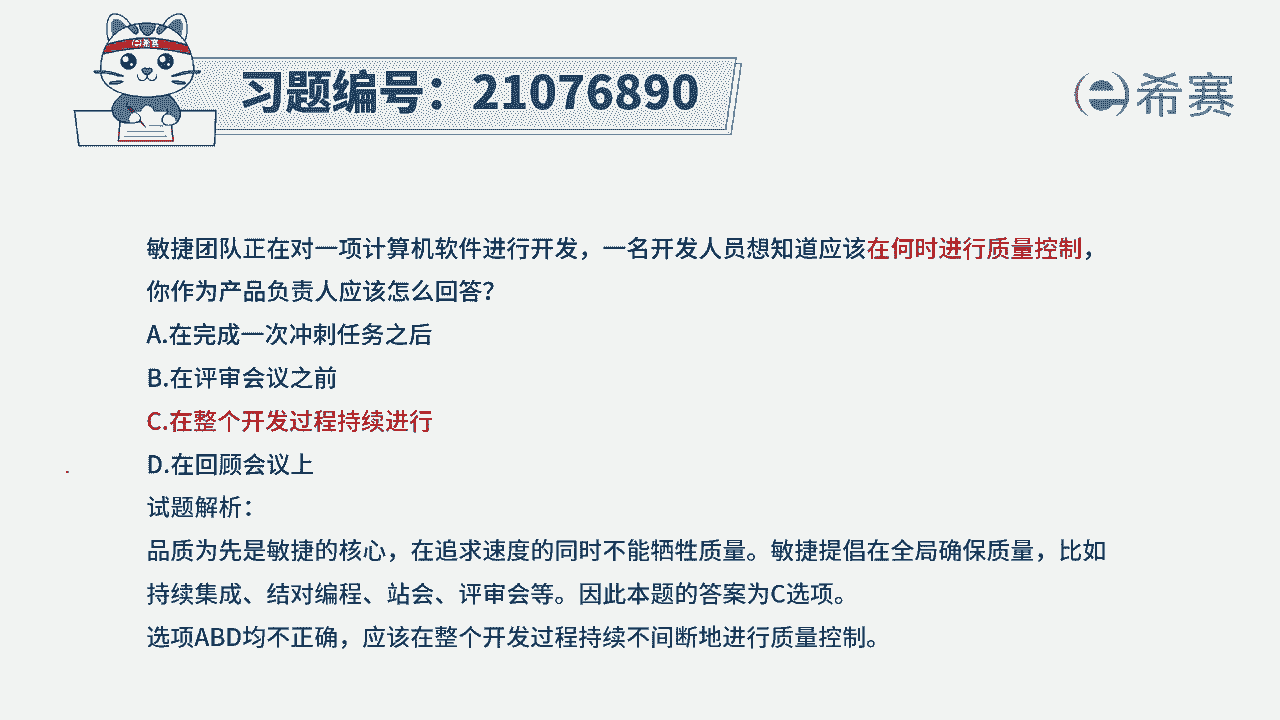 习题编号：21076890
希赛
希赛
敏捷团队正在对一项计算机软件进行开发，一名开发人员想知道应该在何时进行质量控制，
你作为产品负责人应该怎么回答？
A.在完成一次冲刺任务之后
B.在评审会议之前
C.在整个开发过程持续进行
D.在回顾会议上
试题解析：
品质为先是敏捷的核心，在追求速度的同时不能牺牲质量。敏捷提倡在全局确保质量，比如
持续集成、结对编程、站会、评审会等。因此本题的答案为C选项。
选项ABD均不正确，应该在整个开发过程持续不间断地进行质量控制。